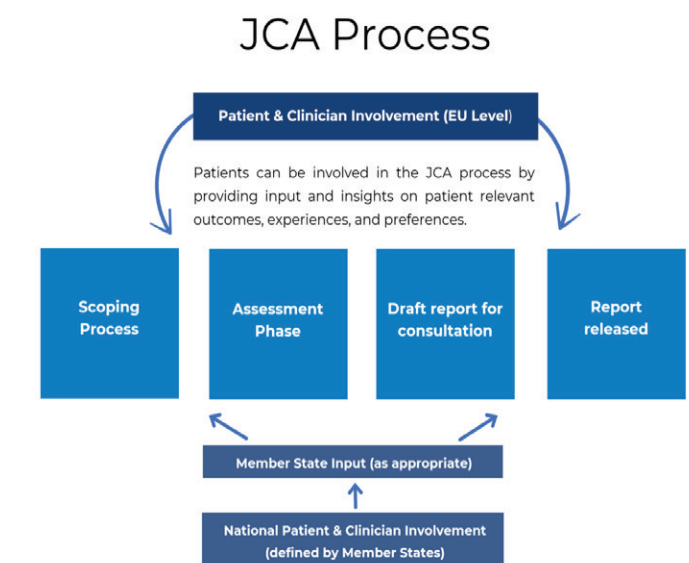 JCA Process
Patient & Clinician Involvement (EU Level)
Patients can be involved in the JCA process by
providing input and insights on patient relevant
outcomes, experiences, and preferences.
Scoping
Process
Assessment
Phase
Draft report for
consultation
Report
released
Member State Input (as appropriate)
National Patient & Clinician Involvement
(defined by Member States)